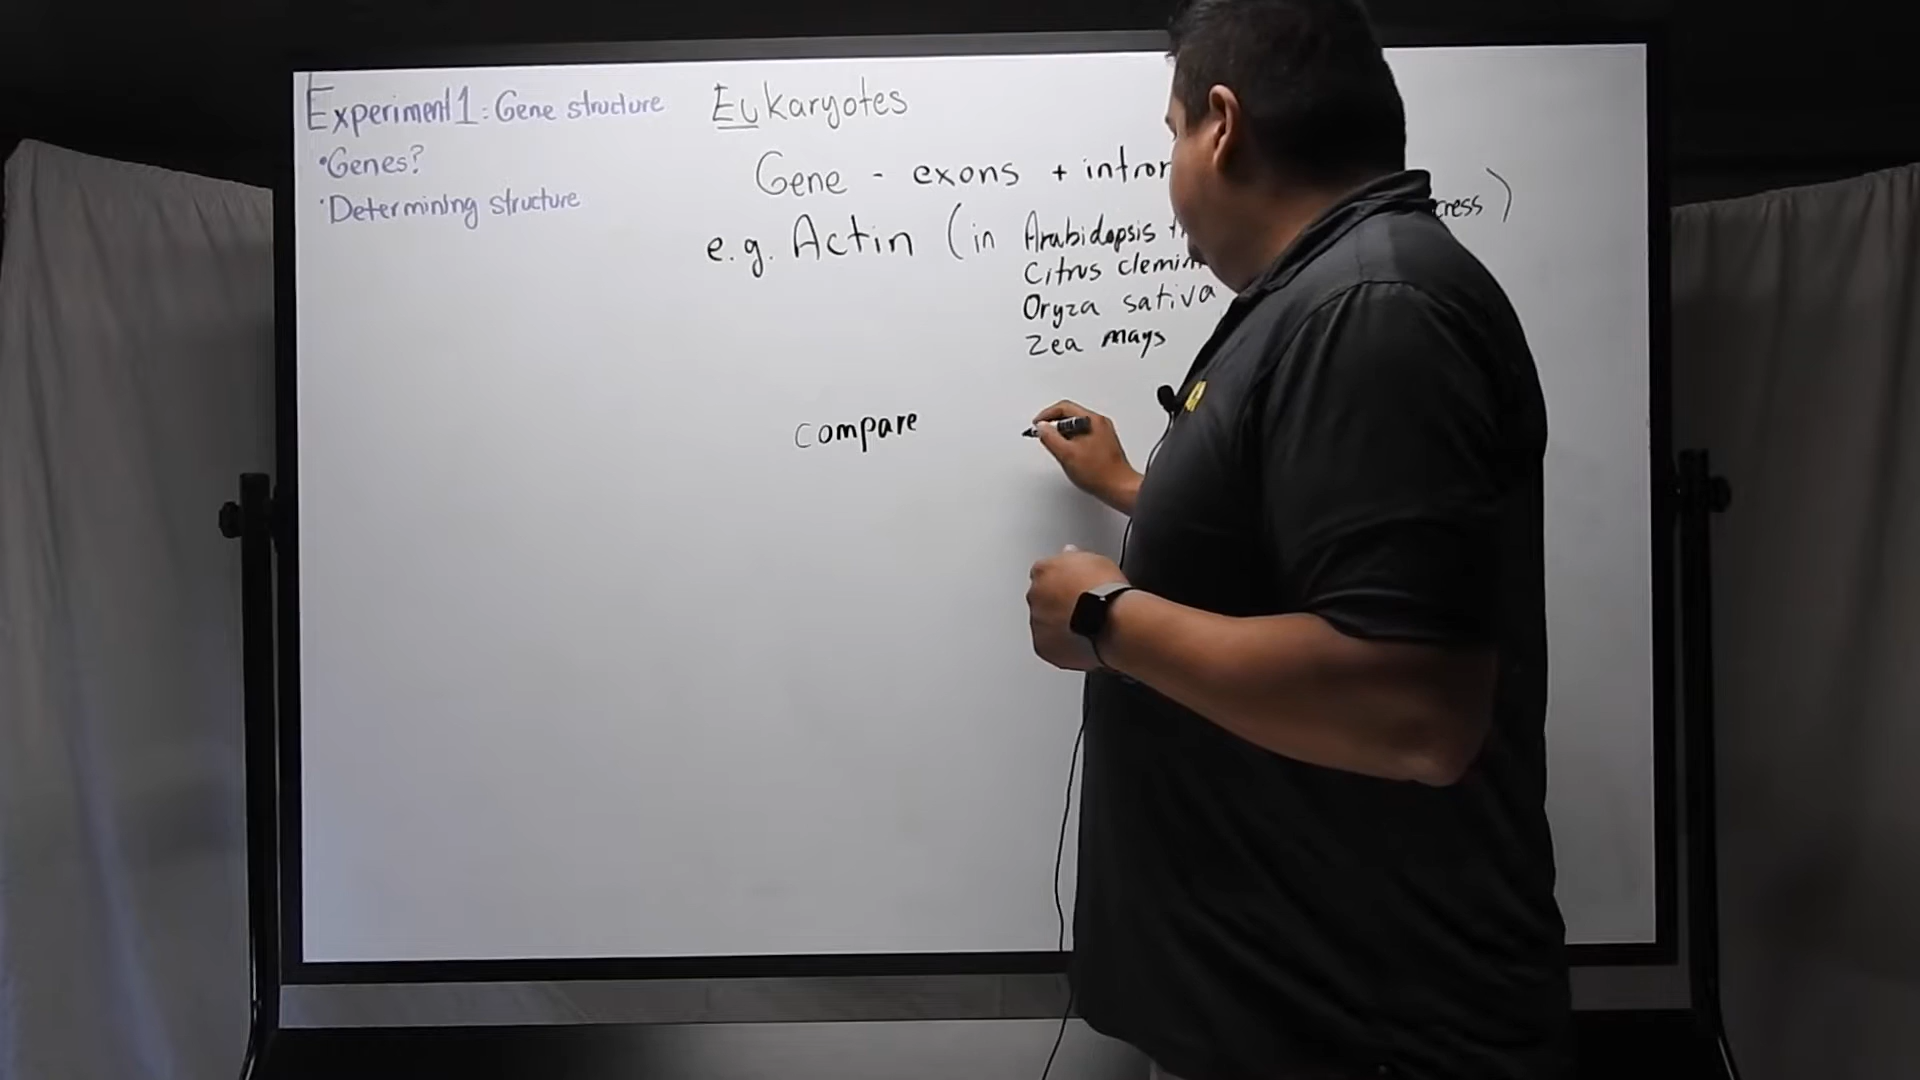 Experiment 1: Gene structure
•Genes?
•Determining structure
Eukaryotes
Gene - exons + intron
e.g. Actin (in Arabidopsis cress)
Citrus clemin
Oryza sativa
Zea mays
compare